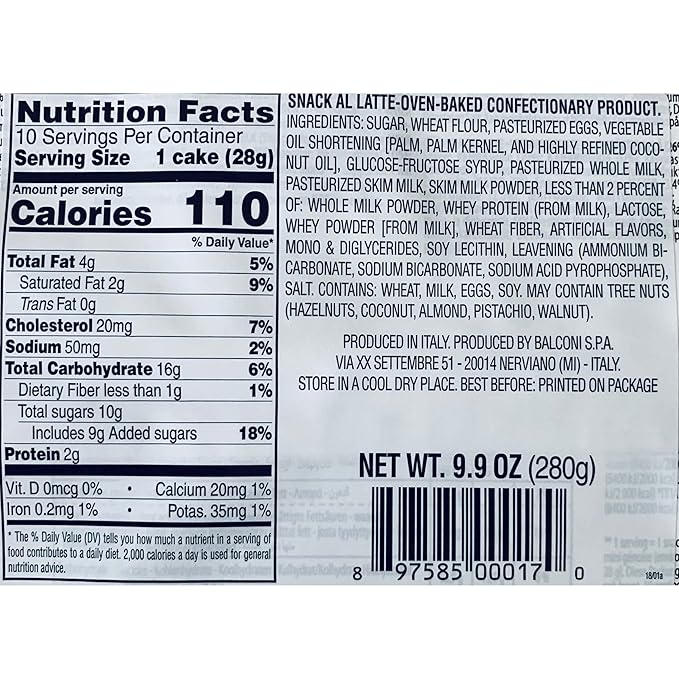 Nutrition Facts
10 Servings Per Container
Serving Size 1 cake (28g)
Amount per serving
Calories 110
% Daily Value*
Total Fat 4g 5%
Saturated Fat 2g 9%
Trans Fat 0g
Cholesterol 20mg 7%
Sodium 50mg 2%
Total Carbohydrate 16g 6%
Dietary Fiber less than 1g 1%
Total sugars 10g
Includes 9g Added sugars 18%
Protein 2g
Vit. D 0mcg 0% • Calcium 20mg 1%
Iron 0.2mg 1% • Potas. 35mg 1%
* The % Daily Value (DV) tells you how much a nutrient in a serving of
food contributes to a daily diet. 2,000 calories a day is used for general
nutrition advice.
SNACK AL LATTE-OVEN-BAKED CONFECTIONARY PRODUCT.
INGREDIENTS: SUGAR, WHEAT FLOUR, PASTEURIZED EGGS, VEGETABLE
OIL SHORTENING [PALM, PALM KERNEL, AND HIGHLY REFINED COCO-
NUT OIL], GLUCOSE-FRUCTOSE SYRUP, PASTEURIZED WHOLE MILK,
PASTEURIZED SKIM MILK, SKIM MILK POWDER, LESS THAN 2 PERCENT
OF: WHOLE MILK POWDER, WHEY PROTEIN (FROM MILK), LACTOSE,
WHEY POWDER [FROM MILK], WHEAT FIBER, ARTIFICIAL FLAVORS,
MONO & DIGLYCERIDES, SOY LECITHIN, LEAVENING (AMMONIUM BI-
CARBONATE, SODIUM BICARBONATE, SODIUM ACID PYROPHOSPHATE),
SALT. CONTAINS: WHEAT, MILK, EGGS, SOY. MAY CONTAIN TREE NUTS
(HAZELNUTS, COCONUT, ALMOND, PISTACHIO, WALNUT).
PRODUCED IN ITALY. PRODUCED BY BALCONI S.P.A.
VIA XX SETTEMBRE 51 - 20014 NERVIANO (MI) - ITALY.
STORE IN A COOL DRY PLACE. BEST BEFORE: PRINTED ON PACKAGE
NET WT. 9.9 OZ (280g)
8 97585 00017 0
18/01a